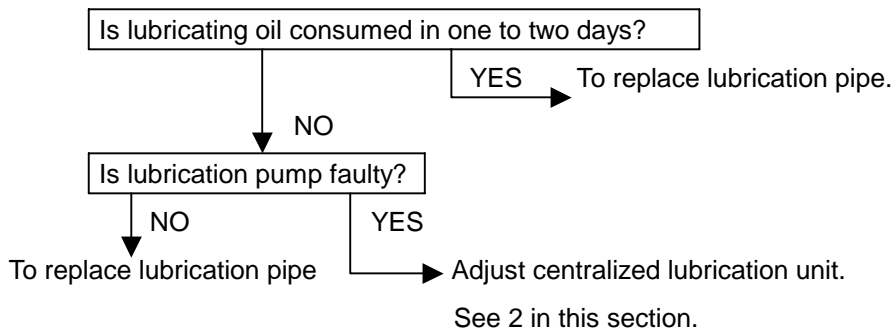 Is lubricating oil consumed in one to two days?
YES
To replace lubrication pipe.
NO
Is lubrication pump faulty?
NO
YES
To replace lubrication pipe
Adjust centralized lubrication unit.
See 2 in this section.